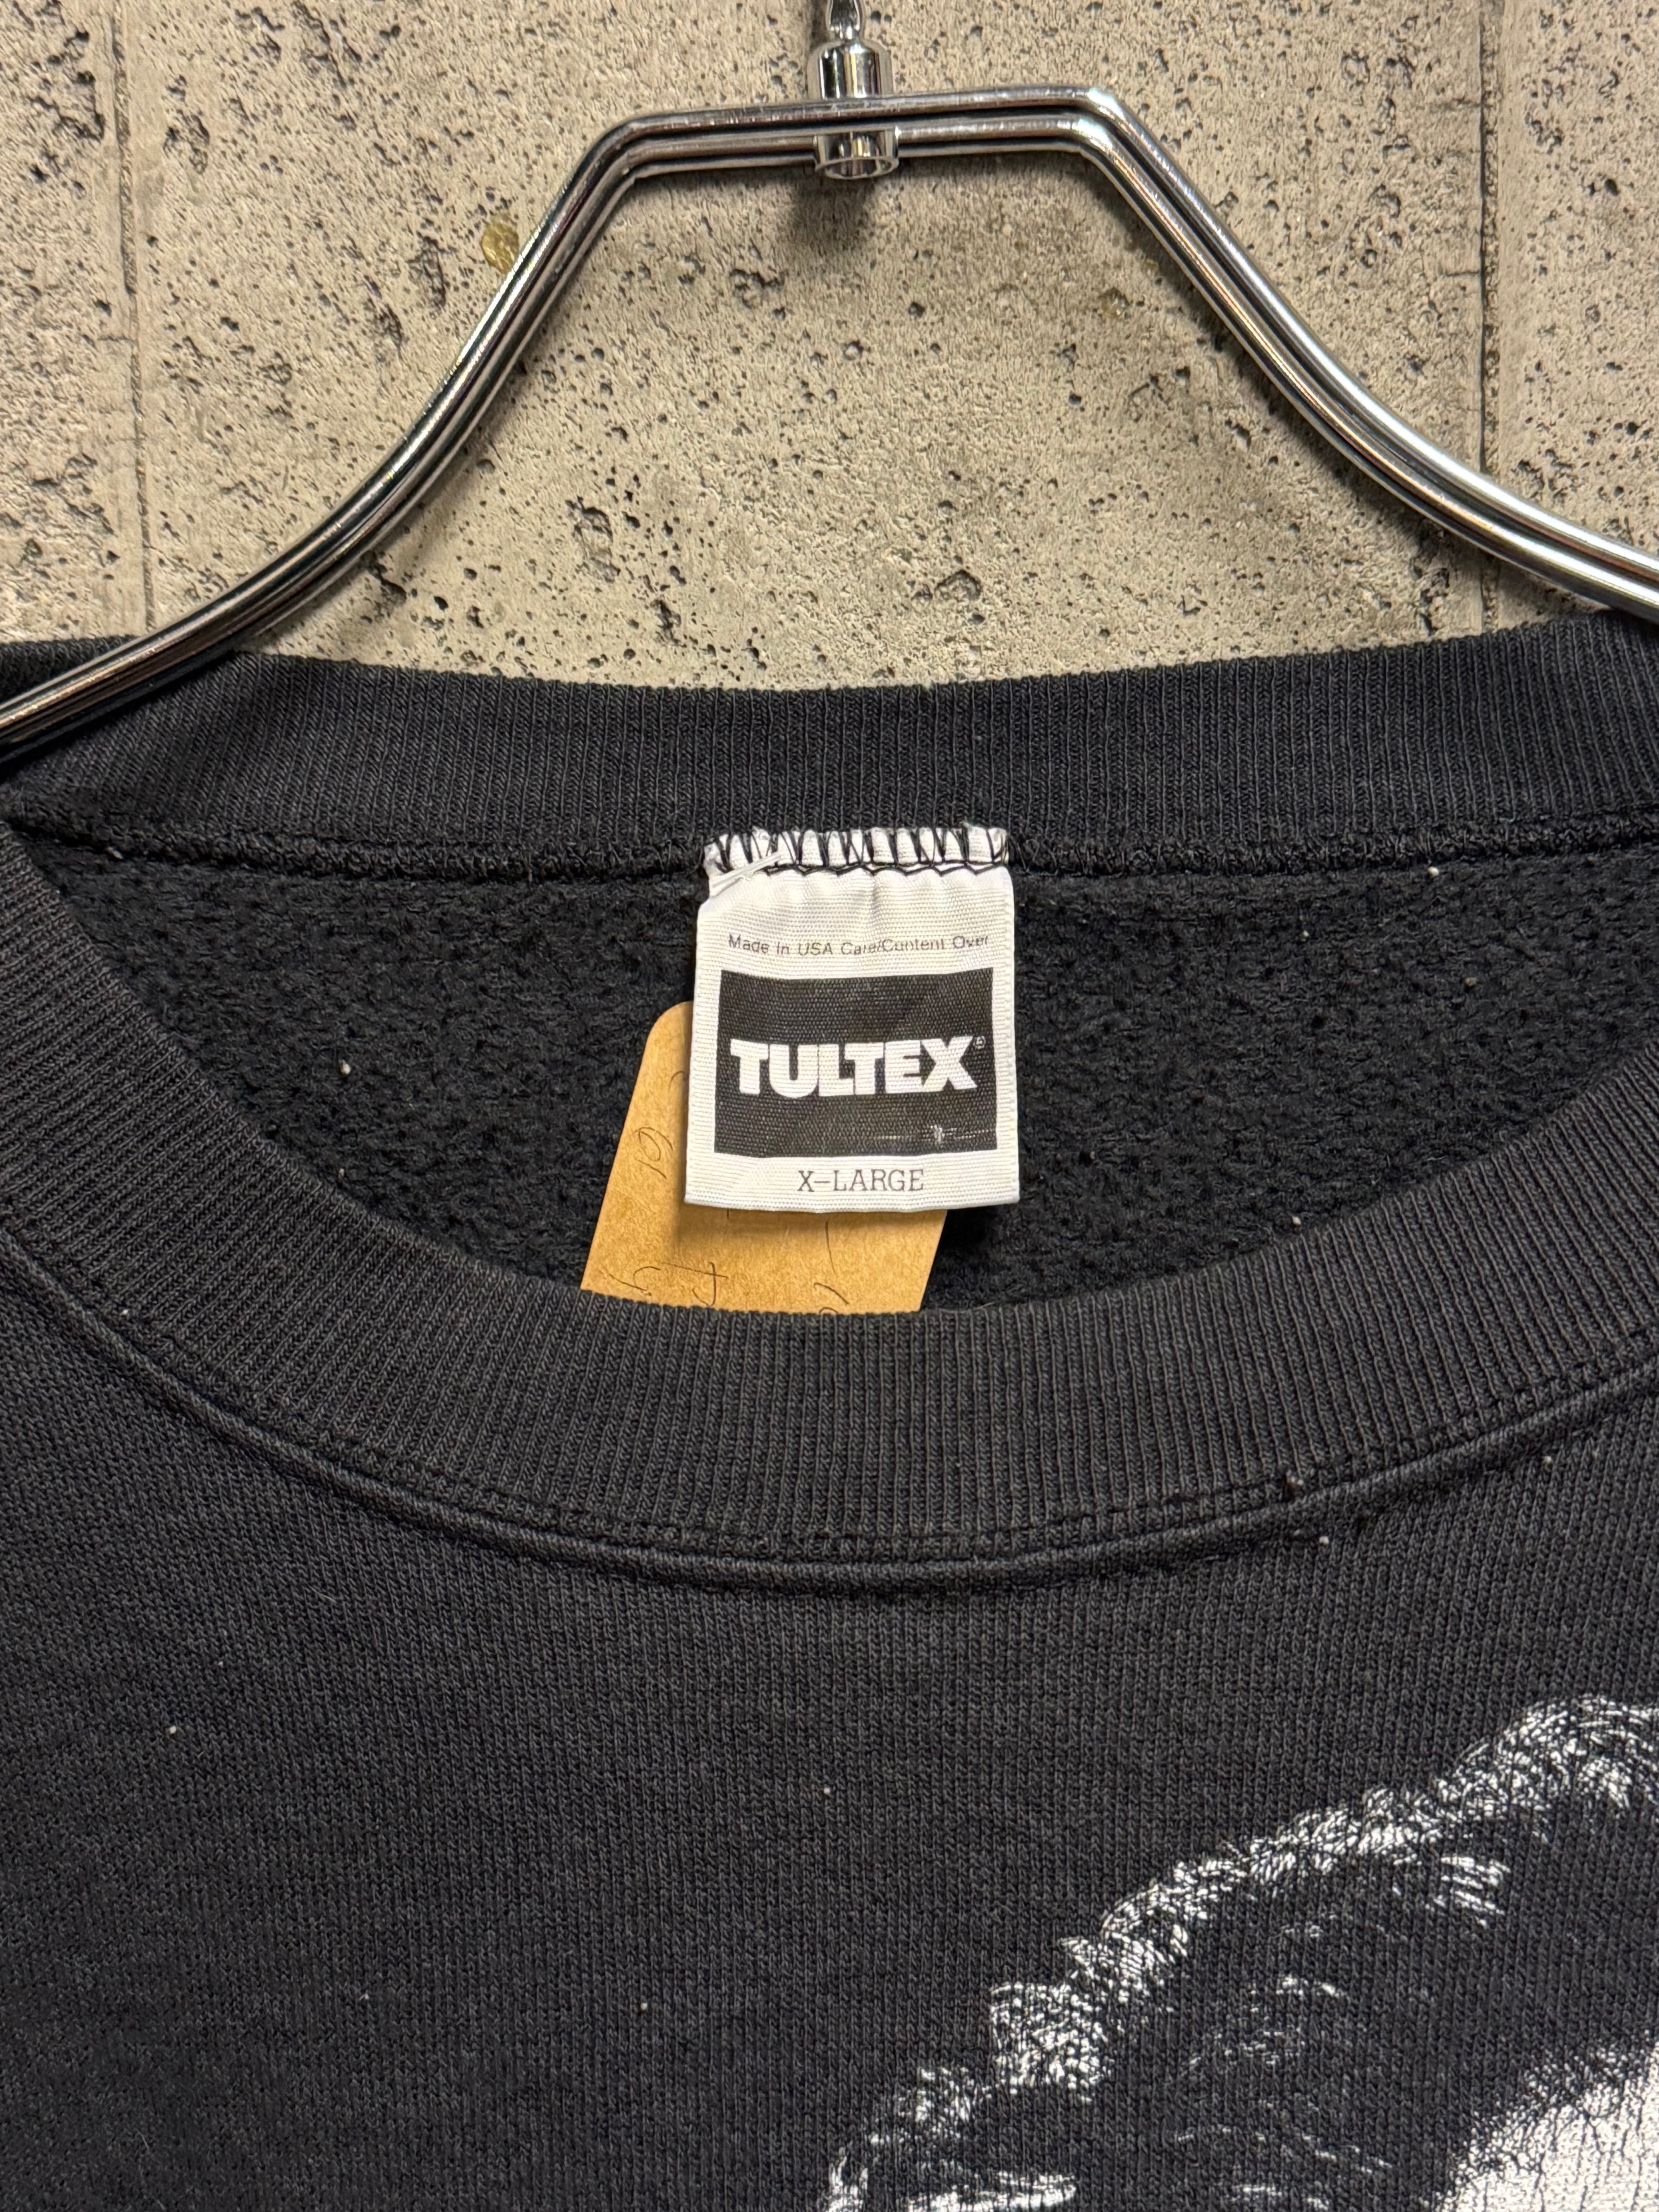 Made In USA Care/Content Over
TULTEX®
X-LARGE